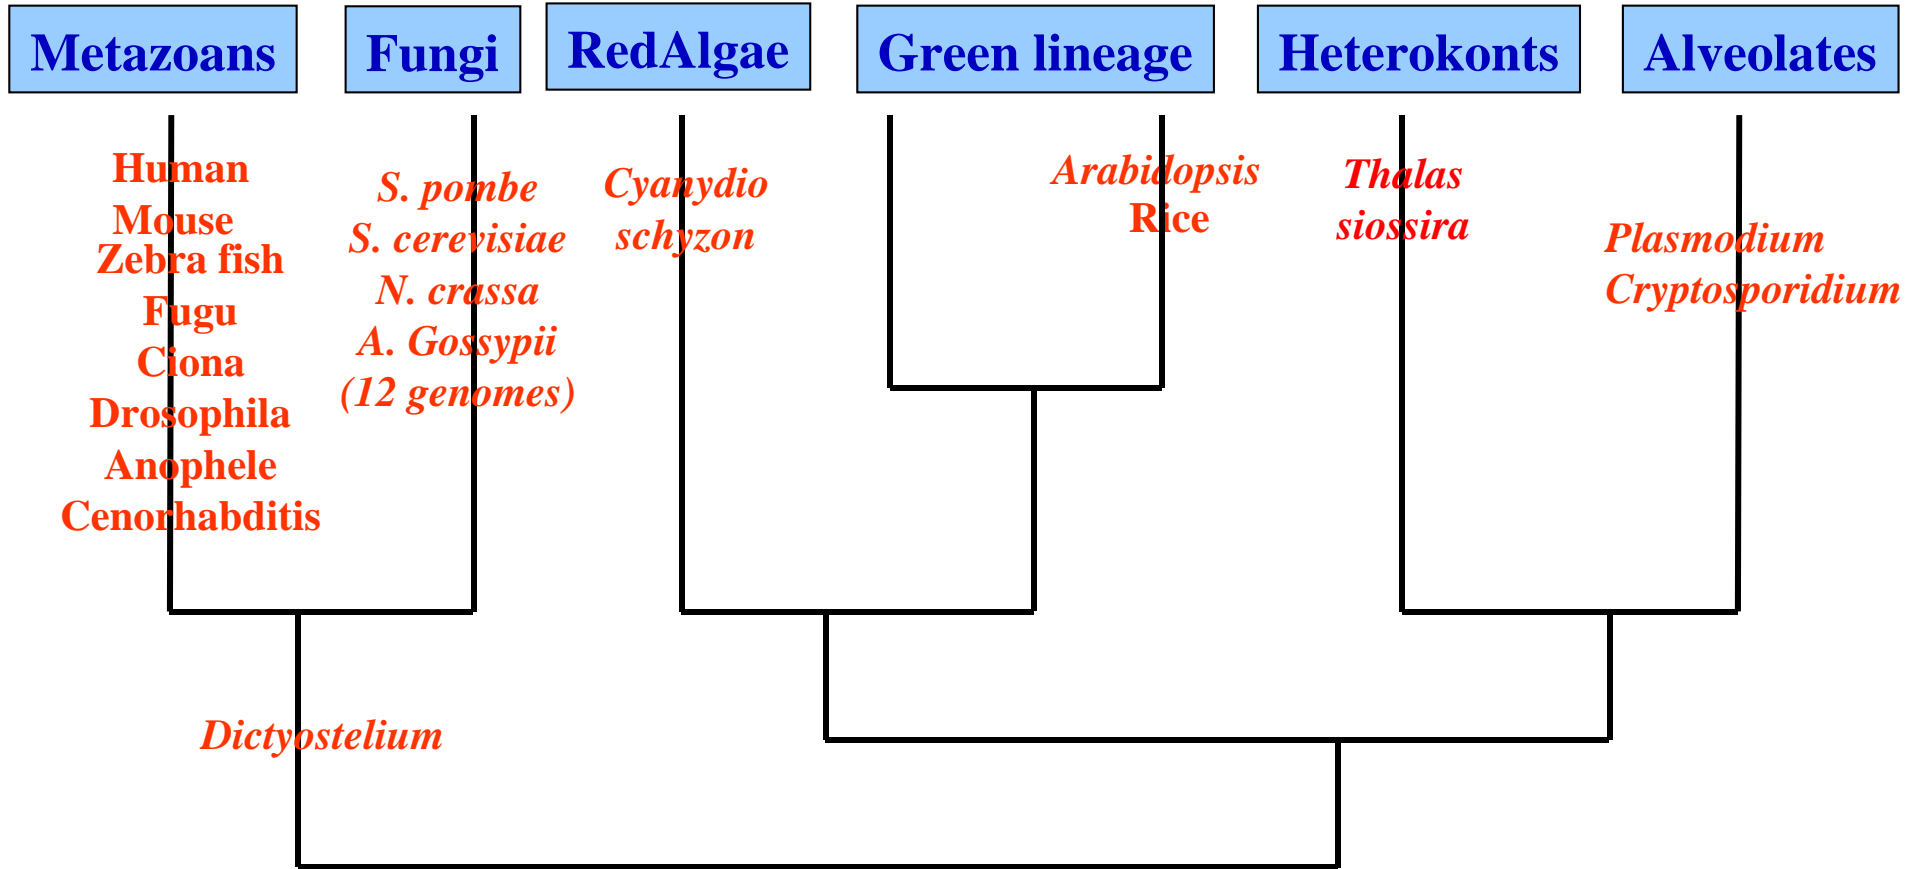 Metazoans
Fungi
RedAlgae
Green lineage
Heterokonts
Alveolates
Human
Mouse
Zebra fish
Fugu
Ciona
Drosophila
Anophele
Cenorhabditis
S. pombe
S. cerevisiae
N. crassa
A. Gossypii
(12 genomes)
Cyanydio
schyzon
Arabidopsis
Rice
Thalas
siossira
Plasmodium
Cryptosporidium
Dictyostelium